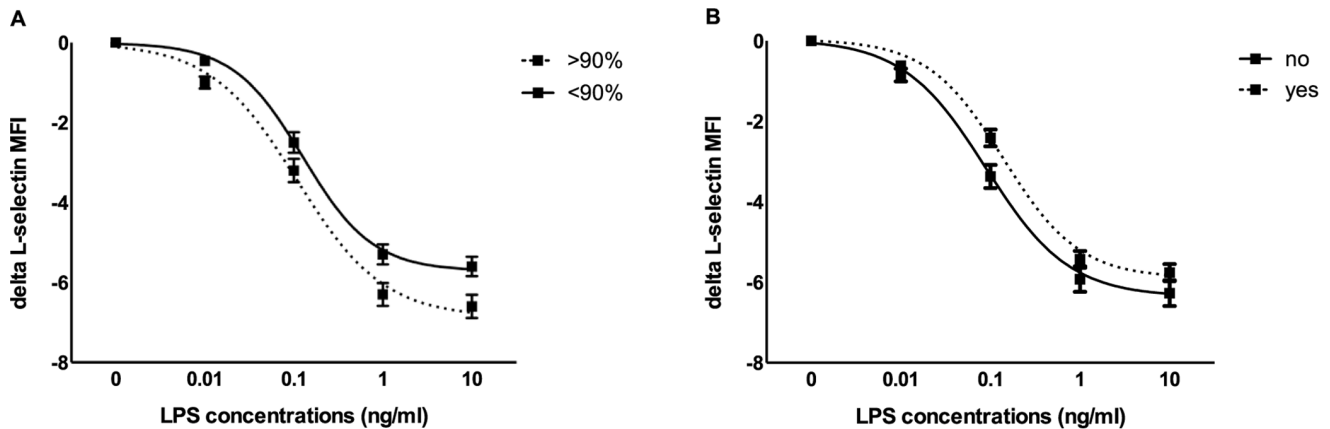 A
0
-2
-4
-6
-8
delta L-selectin MFI
0 0.01 0.1 1 10
LPS concentrations (ng/ml)
>90%
<90%
B
0
-2
-4
-6
-8
delta L-selectin MFI
0 0.01 0.1 1 10
LPS concentrations (ng/ml)
no
yes